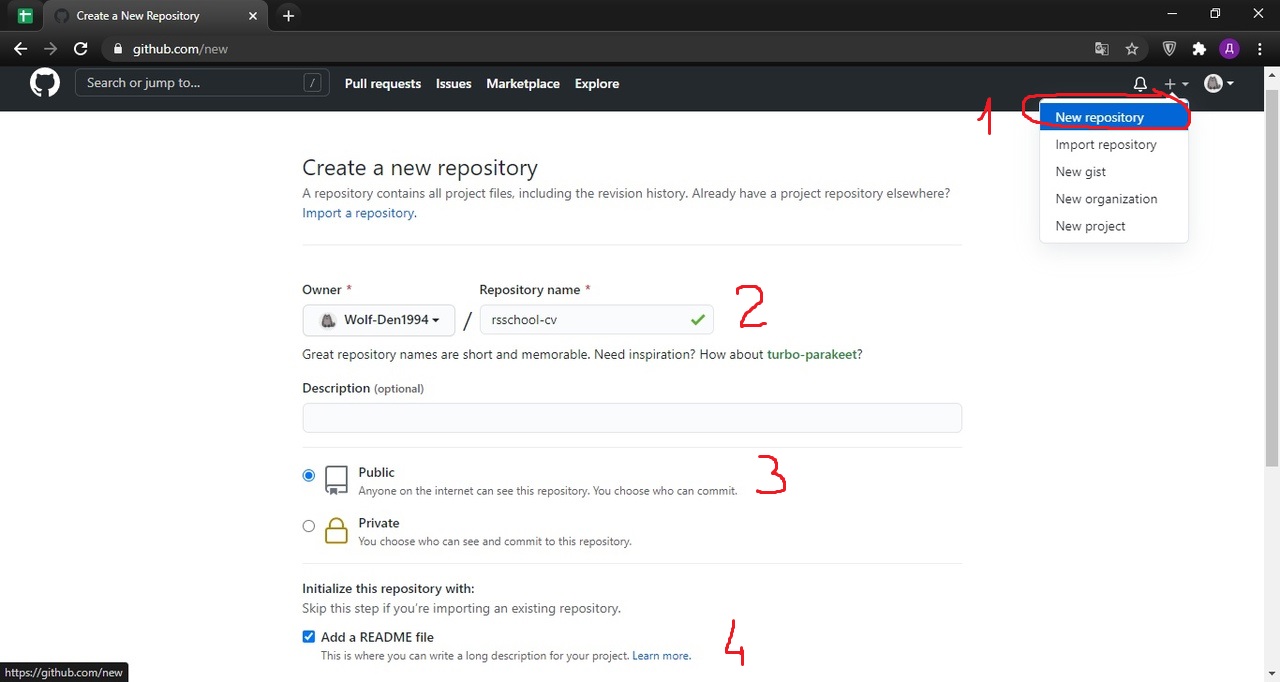 Create a New Repository
github.com/new
Д
Search or jump to... /
Pull requests Issues Marketplace Explore
1
New repository
Import repository
New gist
New organization
New project
Create a new repository
A repository contains all project files, including the revision history. Already have a project repository elsewhere?
Import a repository.
Owner * Repository name *
Wolf-Den1994 / rsschool-cv
2
Great repository names are short and memorable. Need inspiration? How about turbo-parakeet?
Description (optional)
Public
Anyone on the internet can see this repository. You choose who can commit.
3
Private
You choose who can see and commit to this repository.
Initialize this repository with:
Skip this step if you're importing an existing repository.
Add a README file
This is where you can write a long description for your project. Learn more.
4
https://github.com/new